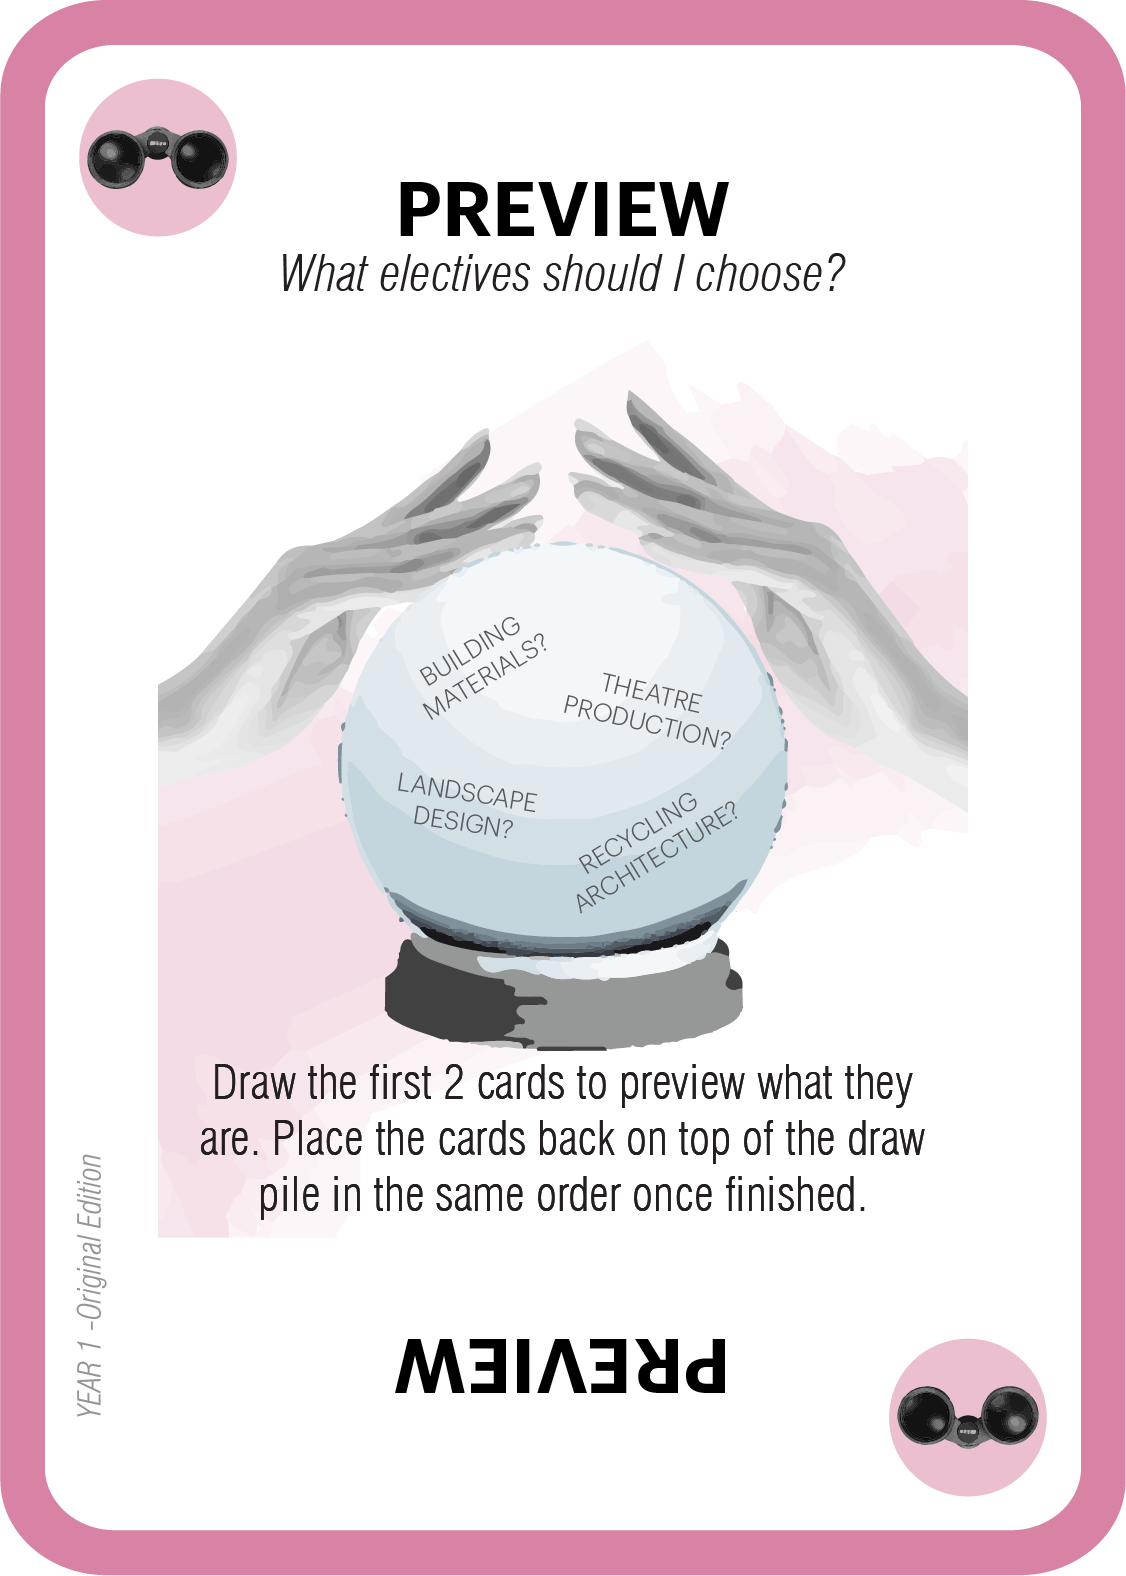 PREVIEW
What electives should I choose?
BUILDING
MATERIALS?
THEATRE
PRODUCTION?
LANDSCAPE
DESIGN?
RECYCLING
ARCHITECTURE?
Draw the first 2 cards to preview what they
are. Place the cards back on top of the draw
pile in the same order once finished.
YEAR 1 -Original Edition
PREVIEW